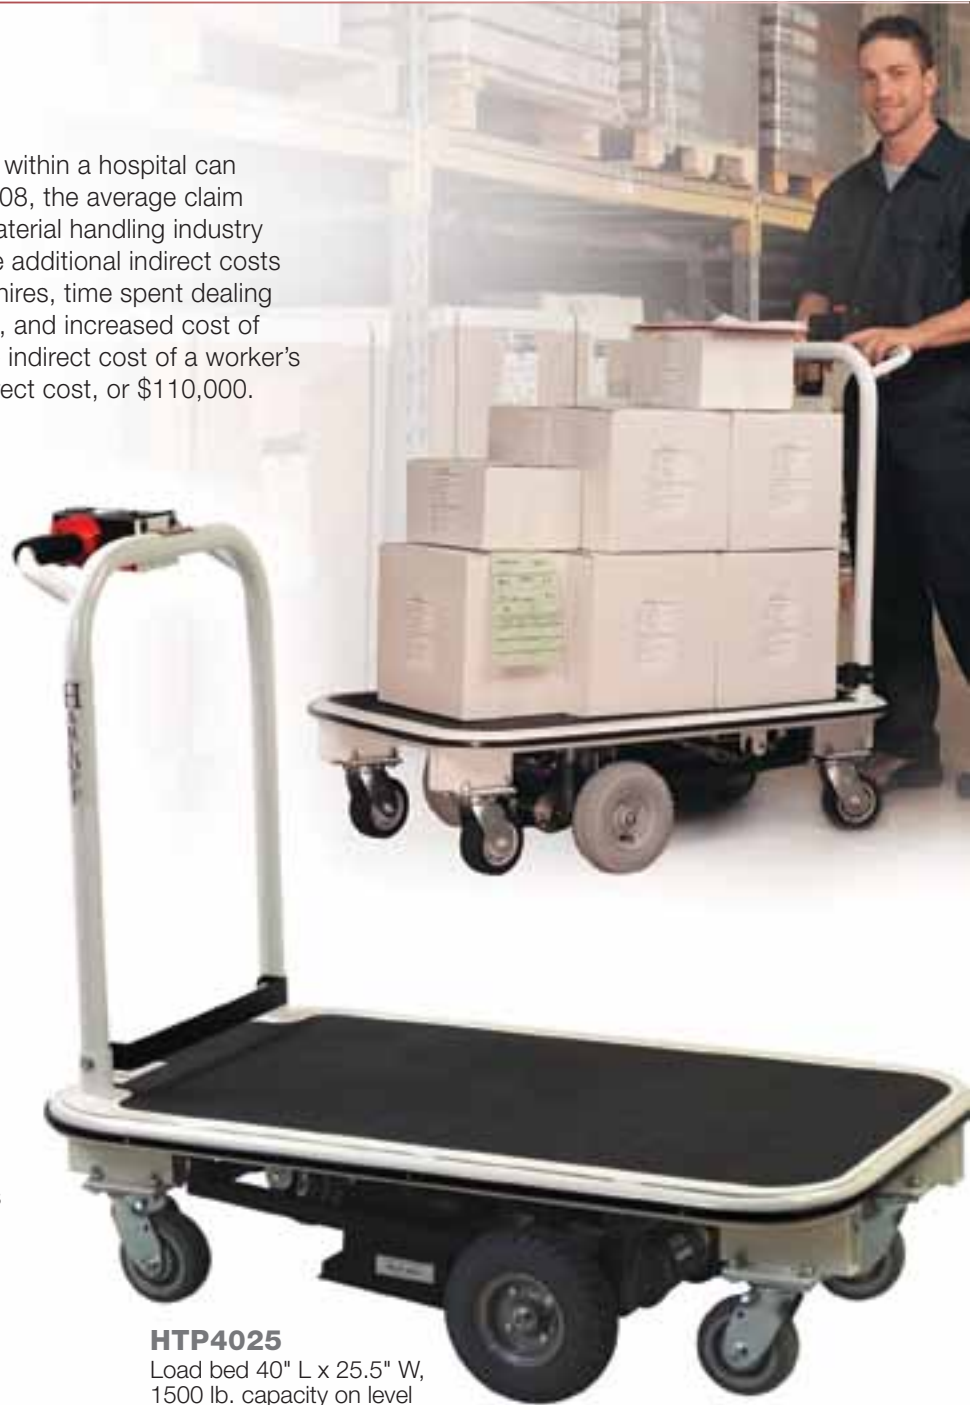 within a hospital can
08, the average claim
aterial handling industry
e additional indirect costs
hires, time spent dealing
, and increased cost of
indirect cost of a worker's
ect cost, or $110,000.
HTP4025
Load bed 40" L x 25.5" W,
1500 lb. capacity on level